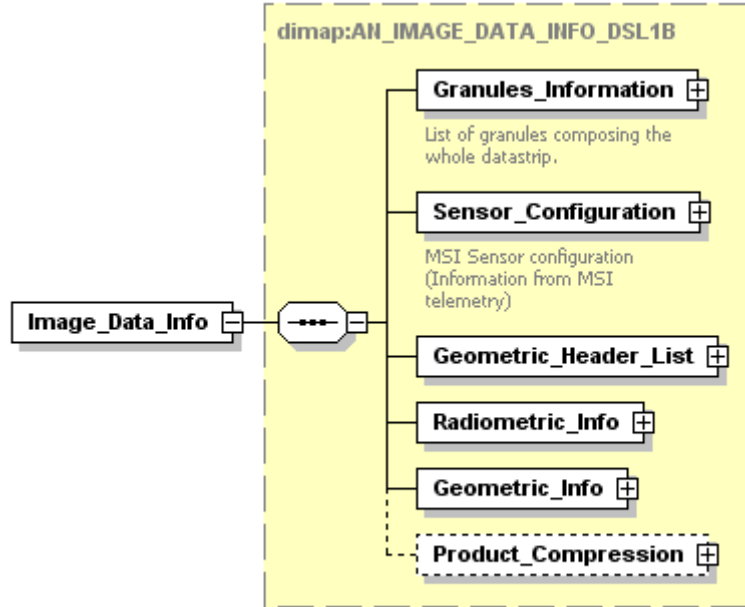 dimap:AN_IMAGE_DATA_INFO_DSL1B
Granules_Information
List of granules composing the
whole datastrip.
Sensor_Configuration
MSI Sensor configuration
(Information from MSI
telemetry)
Image_Data_Info
Geometric_Header_List
Radiometric_Info
Geometric_Info
Product_Compression